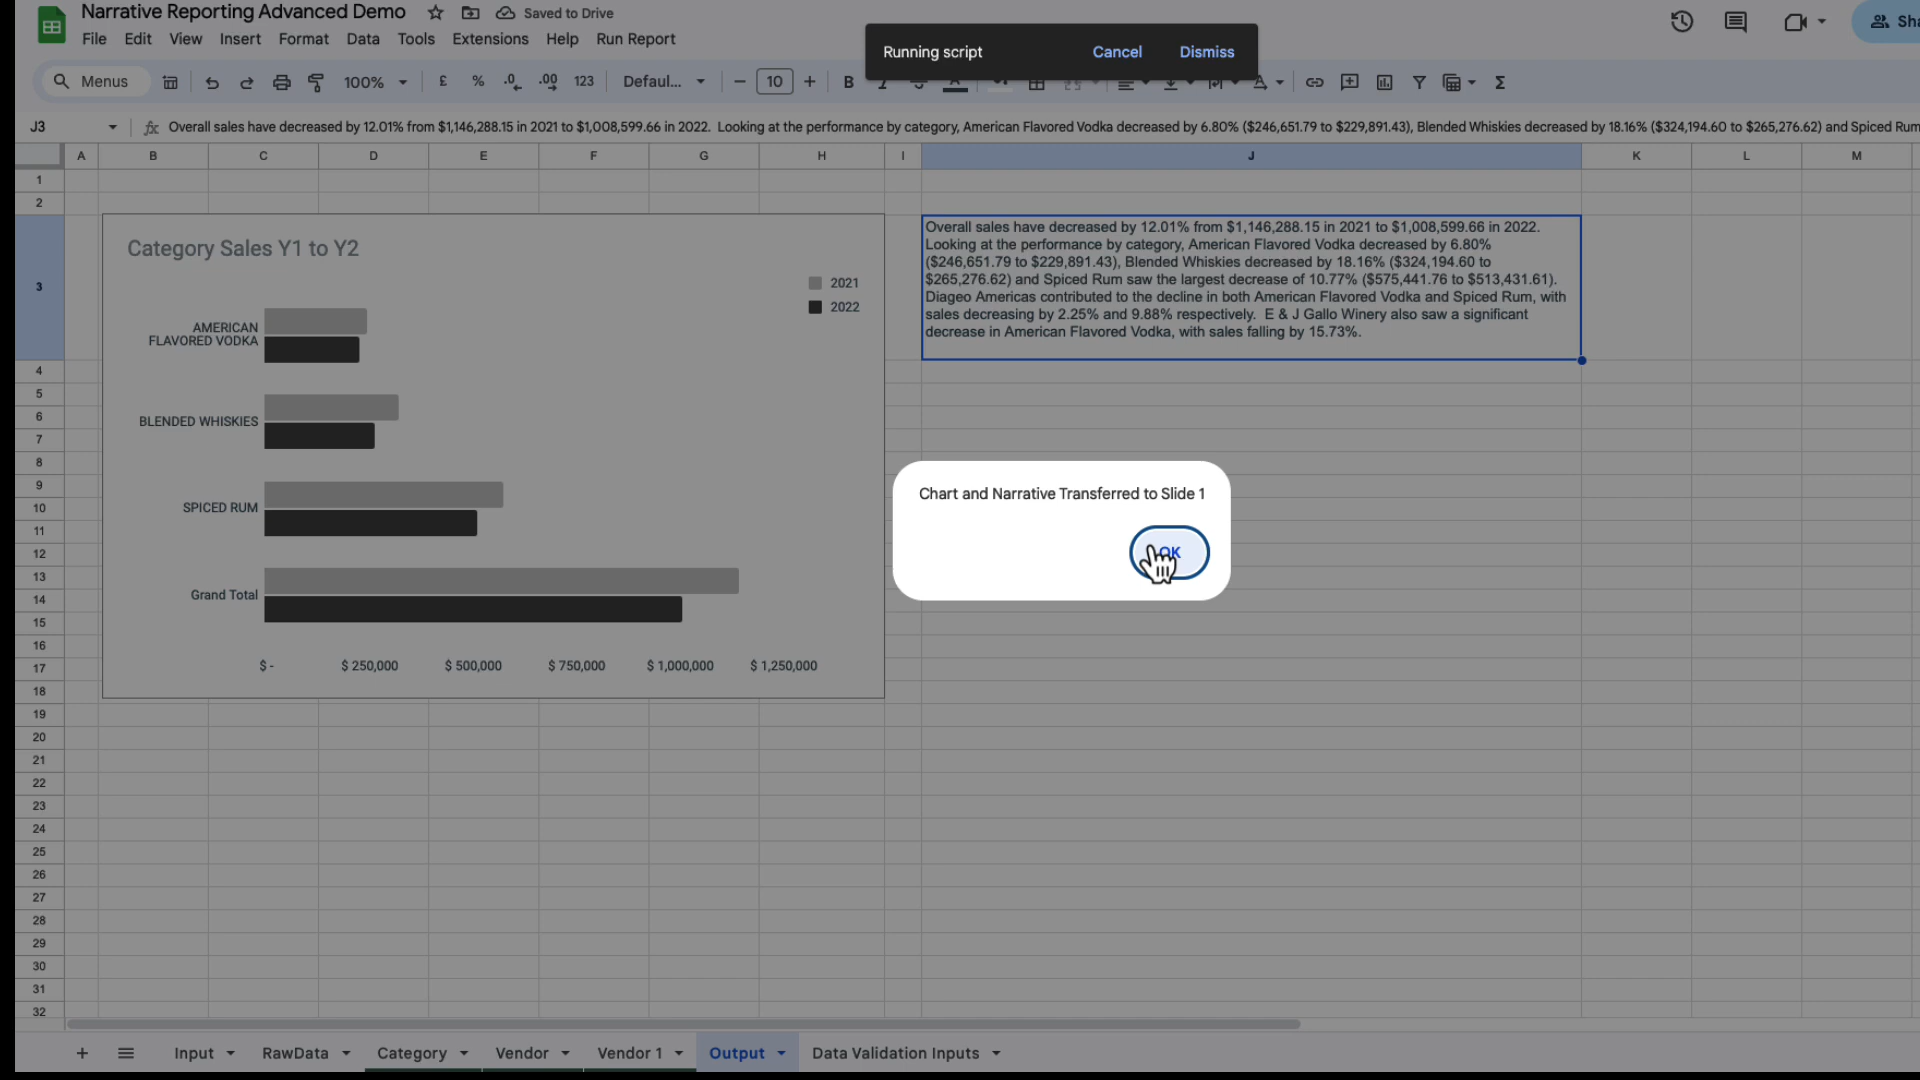 Narrative Reporting Advanced Demo
Saved to Drive
File Edit View Insert Format Data Tools Extensions Help Run Report
Running script Cancel Dismiss
Menus 100% £ % .0 .00 123 Defaul... 10 B
J3 fx Overall sales have decreased by 12.01% from $1,146,288.15 in 2021 to $1,008,599.66 in 2022. Looking at the performance by category, American Flavored Vodka decreased by 6.80% ($246,651.79 to $229,891.43), Blended Whiskies decreased by 18.16% ($324,194.60 to $265,276.62) and Spiced Rum
A B C D E F G H I J K L M
1
2
3
4
5
6
7
8
9
10
11
12
13
14
15
16
17
18
19
20
21
22
23
24
25
26
27
28
29
30
31
32
Category Sales Y1 to Y2
2021
2022
AMERICAN
FLAVORED VODKA
BLENDED WHISKIES
SPICED RUM
Grand Total
$ - $ 250,000 $ 500,000 $ 750,000 $ 1,000,000 $ 1,250,000
Overall sales have decreased by 12.01% from $1,146,288.15 in 2021 to $1,008,599.66 in 2022.
Looking at the performance by category, American Flavored Vodka decreased by 6.80%
($246,651.79 to $229,891.43), Blended Whiskies decreased by 18.16% ($324,194.60 to
$265,276.62) and Spiced Rum saw the largest decrease of 10.77% ($575,441.76 to $513,431.61).
Diageo Americas contributed to the decline in both American Flavored Vodka and Spiced Rum, with
sales decreasing by 2.25% and 9.88% respectively. E & J Gallo Winery also saw a significant
decrease in American Flavored Vodka, with sales falling by 15.73%.
Chart and Narrative Transferred to Slide 1
OK
Input RawData Category Vendor Vendor 1 Output Data Validation Inputs